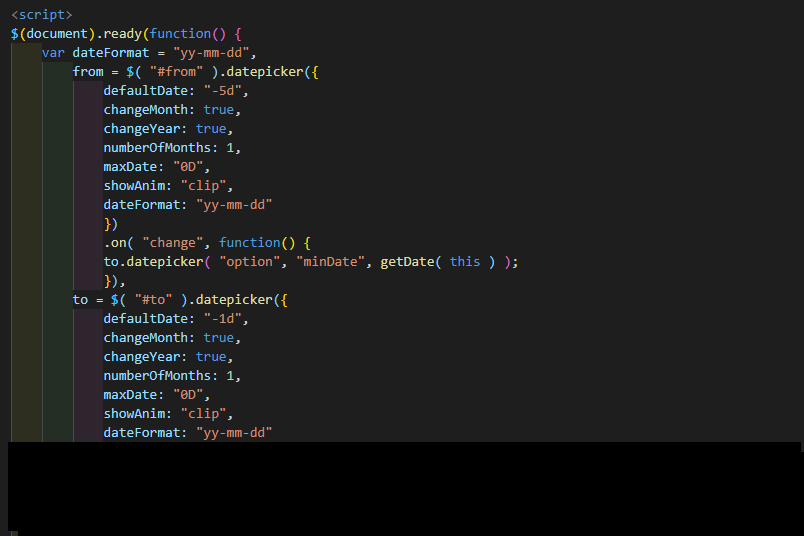 <script>
$(document).ready(function() {
    var dateFormat = "yy-mm-dd",
        from = $( "#from" ).datepicker({
            defaultDate: "-5d",
            changeMonth: true,
            changeYear: true,
            numberOfMonths: 1,
            maxDate: "0D",
            showAnim: "clip",
            dateFormat: "yy-mm-dd"
            })
            .on( "change", function() {
            to.datepicker( "option", "minDate", getDate( this ) );
            }),
        to = $( "#to" ).datepicker({
            defaultDate: "-1d",
            changeMonth: true,
            changeYear: true,
            numberOfMonths: 1,
            maxDate: "0D",
            showAnim: "clip",
            dateFormat: "yy-mm-dd"